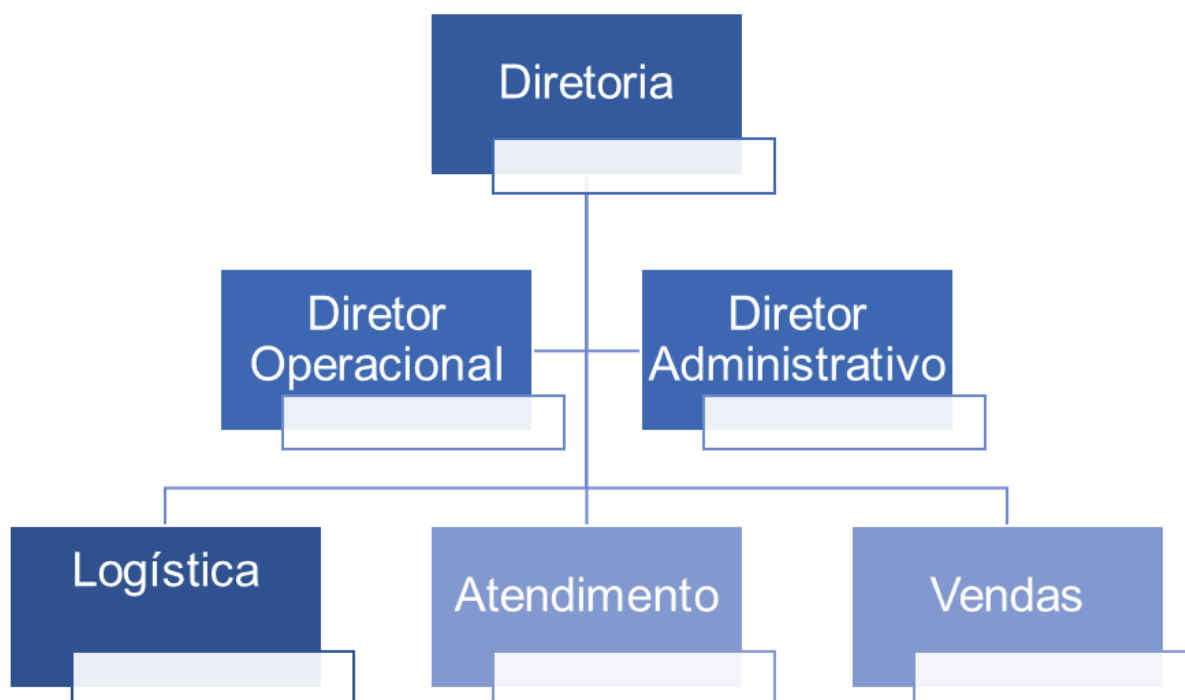 Diretoria
Diretor
Operacional
Diretor
Administrativo
Logística
Atendimento
Vendas